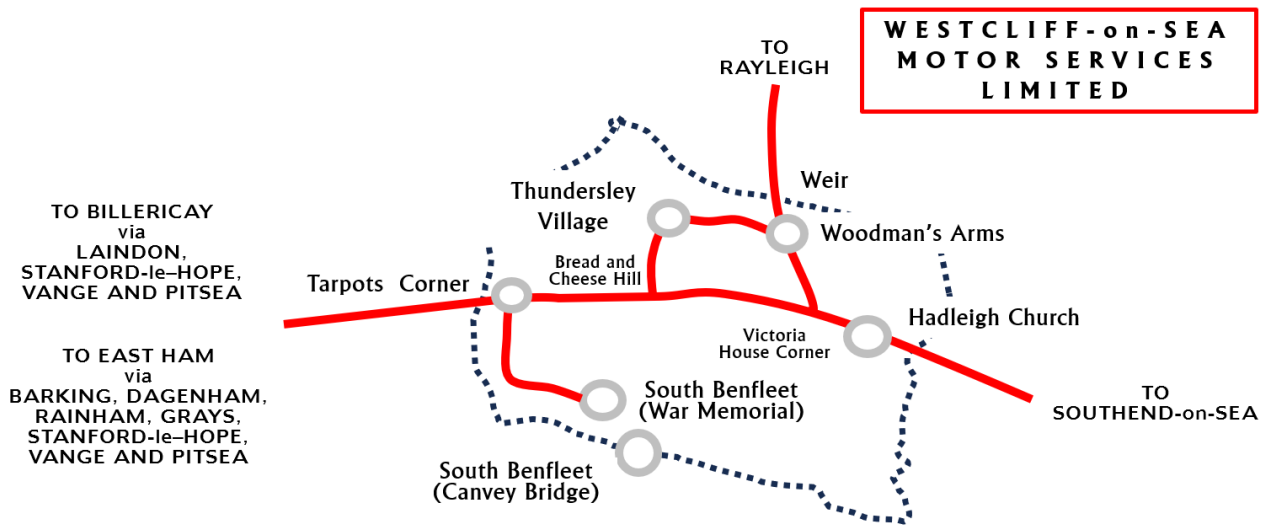 WESTCLIFF-on-SEA
MOTOR SERVICES
LIMITED
TO
RAYLEIGH
Weir
Thundersley
Village
Woodman's Arms
TO BILLERICAY
via
LAINDON,
STANFORD-le–HOPE,
VANGE AND PITSEA
Bread and
Cheese Hill
Tarpots Corner
Hadleigh Church
Victoria
House Corner
TO EAST HAM
via
BARKING, DAGENHAM,
RAINHAM, GRAYS,
STANFORD-le–HOPE,
VANGE AND PITSEA
South Benfleet
(War Memorial)
TO
SOUTHEND-on-SEA
South Benfleet
(Canvey Bridge)